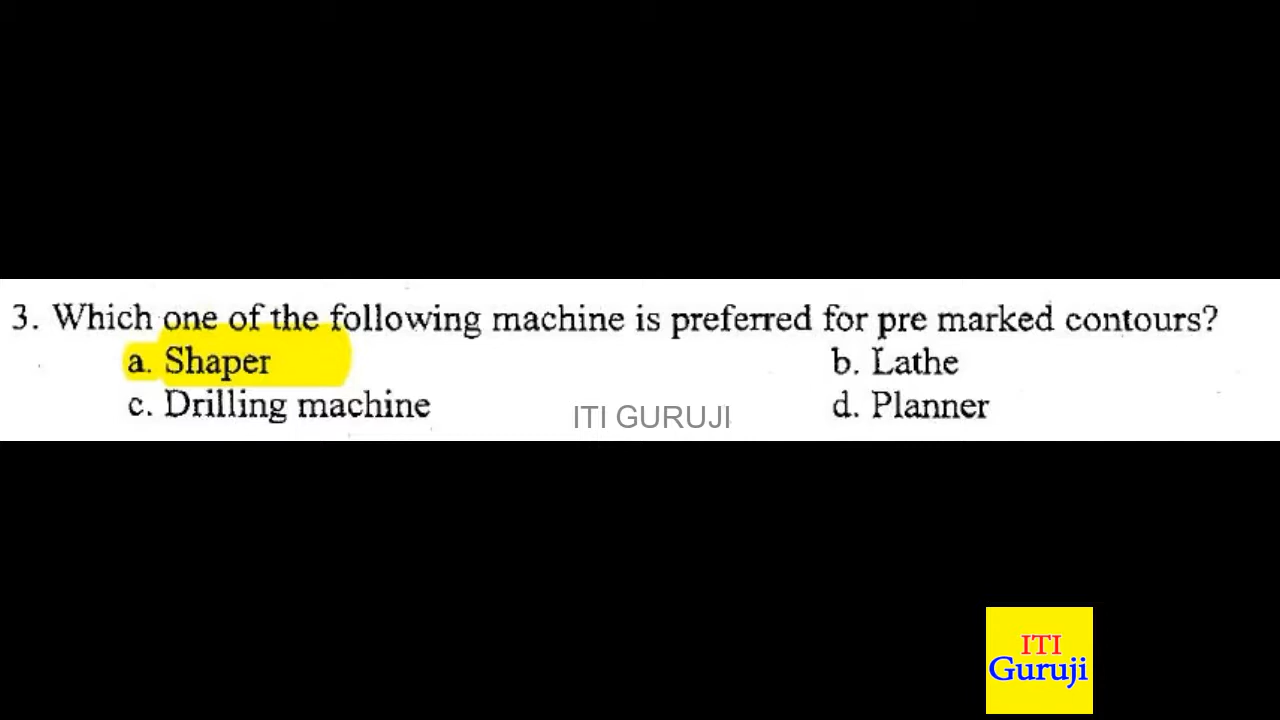 3. Which one of the following machine is preferred for pre marked contours?
a. Shaper b. Lathe
c. Drilling machine d. Planner
ITI GURUJI
ITI
Guruji